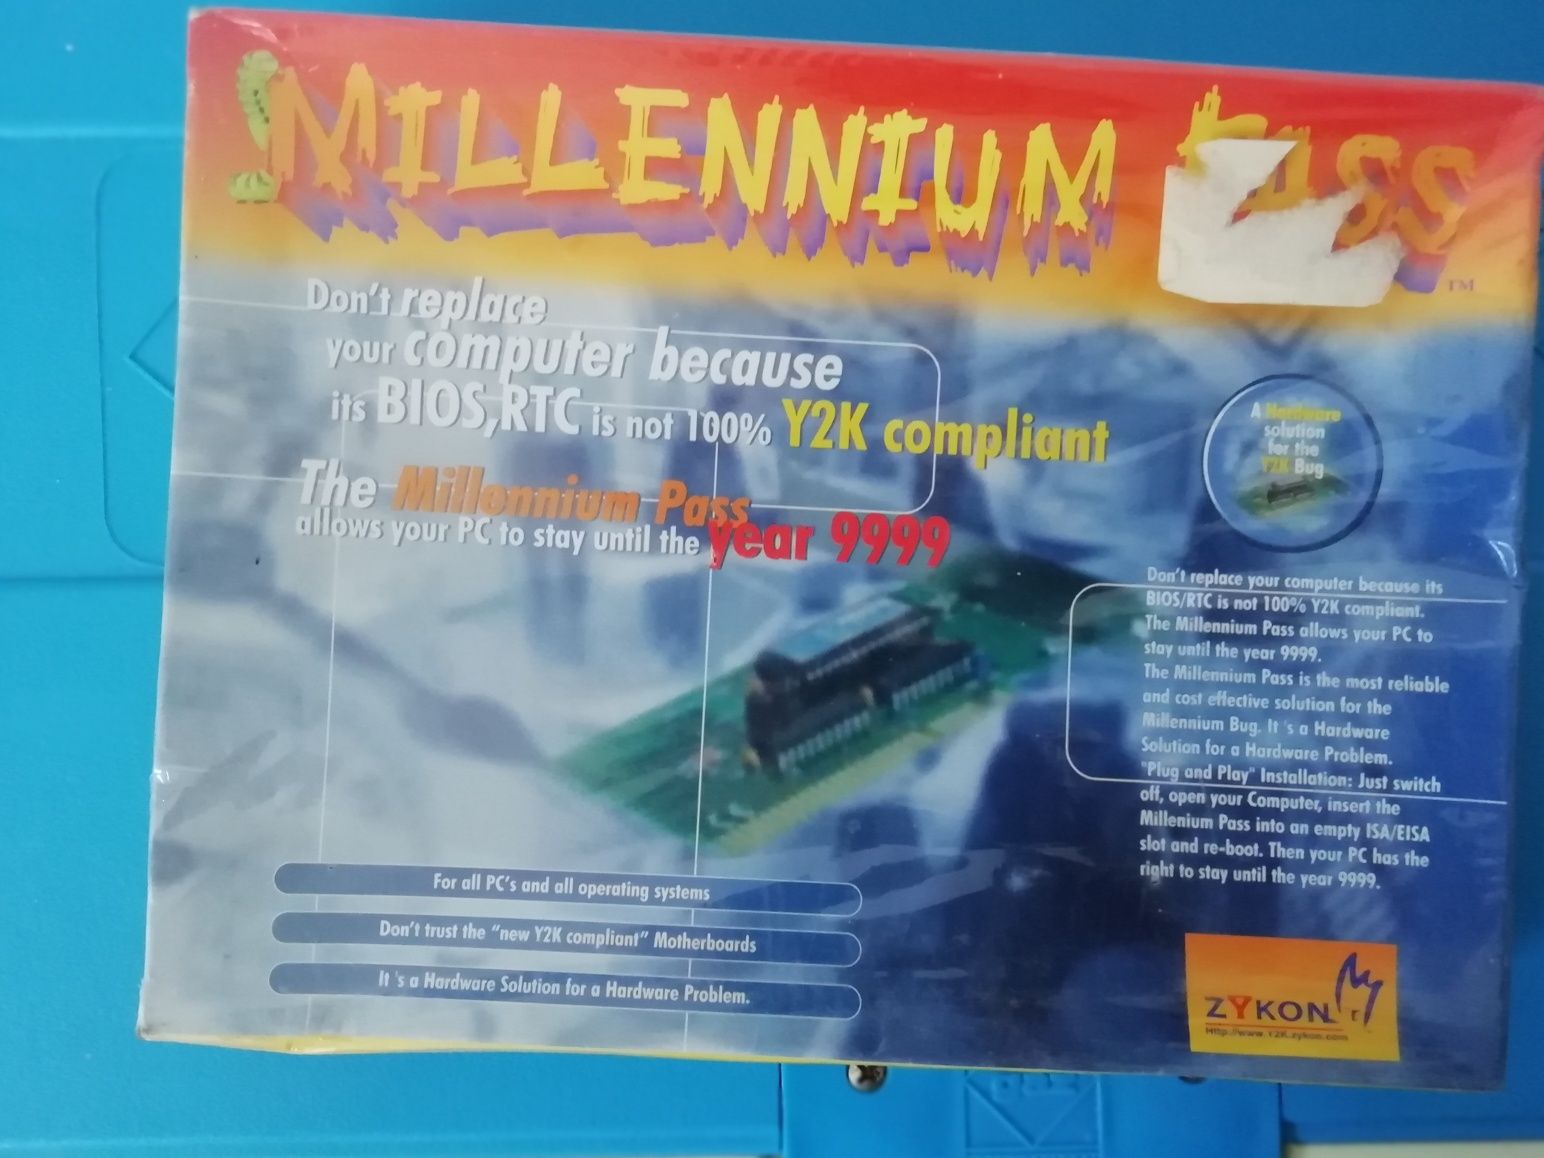 MILLENNIUM PASS
TM
Don't replace
your computer because
its BIOS,RTC is not 100% Y2K compliant
The Millennium Pass
allows your PC to stay until the year 9999
A Hardware
solution
for the
Y2K Bug
Don't replace your computer because its
BIOS/RTC is not 100% Y2K compliant.
The Millennium Pass allows your PC to
stay until the year 9999.
The Millennium Pass is the most reliable
and cost effective solution for the
Millennium Bug. It 's a Hardware
Solution for a Hardware Problem.
"Plug and Play" Installation: Just switch
off, open your Computer, insert the
Millenium Pass into an empty ISA/EISA
slot and re-boot. Then your PC has the
right to stay until the year 9999.
For all PC's and all operating systems
Don't trust the "new Y2K compliant" Motherboards
It 's a Hardware Solution for a Hardware Problem.
ZYKON
Http://www.Y2K.zykon.com